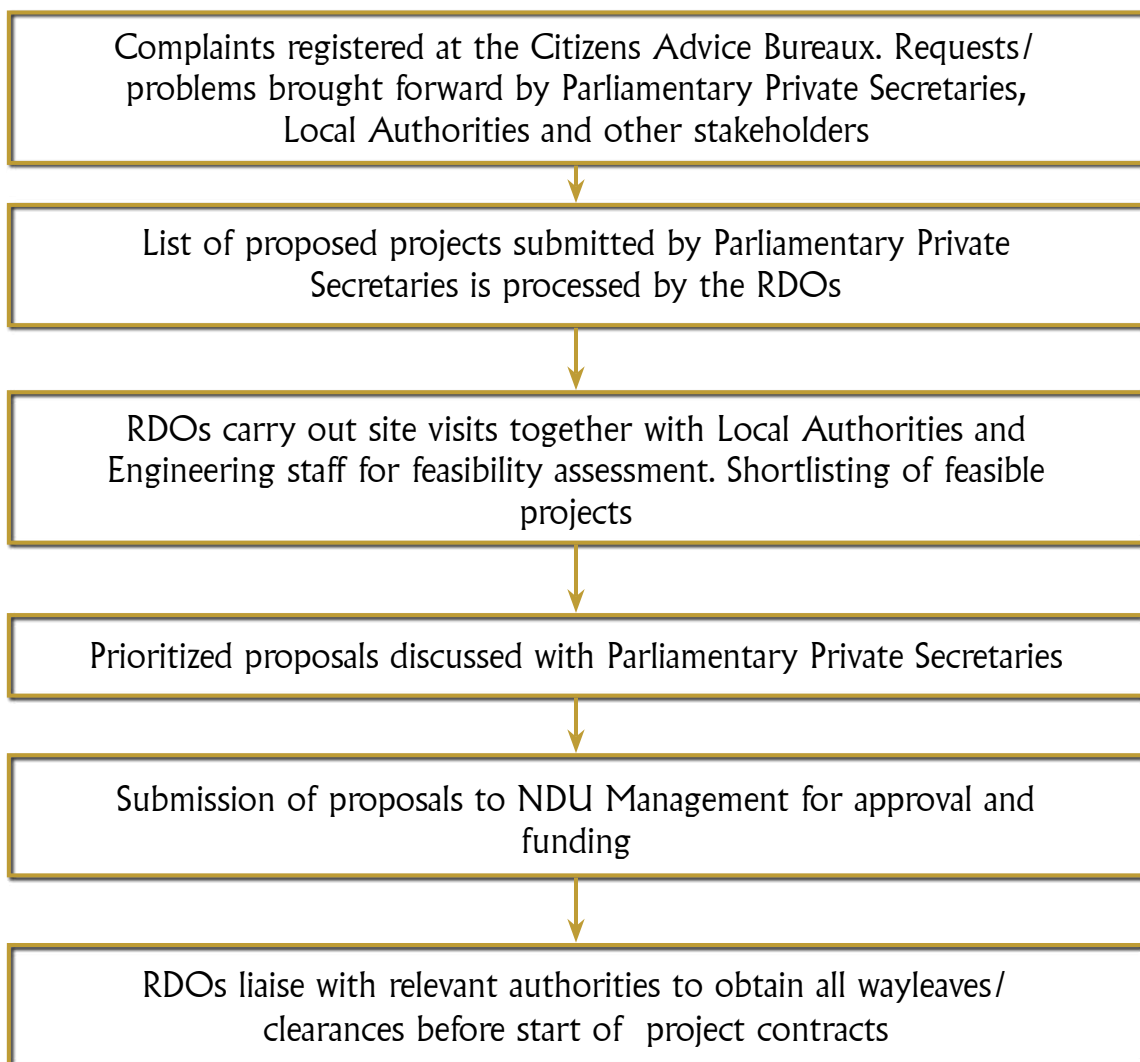 Complaints registered at the Citizens Advice Bureaux. Requests/
problems brought forward by Parliamentary Private Secretaries,
Local Authorities and other stakeholders
List of proposed projects submitted by Parliamentary Private
Secretaries is processed by the RDOs
RDOs carry out site visits together with Local Authorities and
Engineering staff for feasibility assessment. Shortlisting of feasible
projects
Prioritized proposals discussed with Parliamentary Private Secretaries
Submission of proposals to NDU Management for approval and
funding
RDOs liaise with relevant authorities to obtain all wayleaves/
clearances before start of project contracts